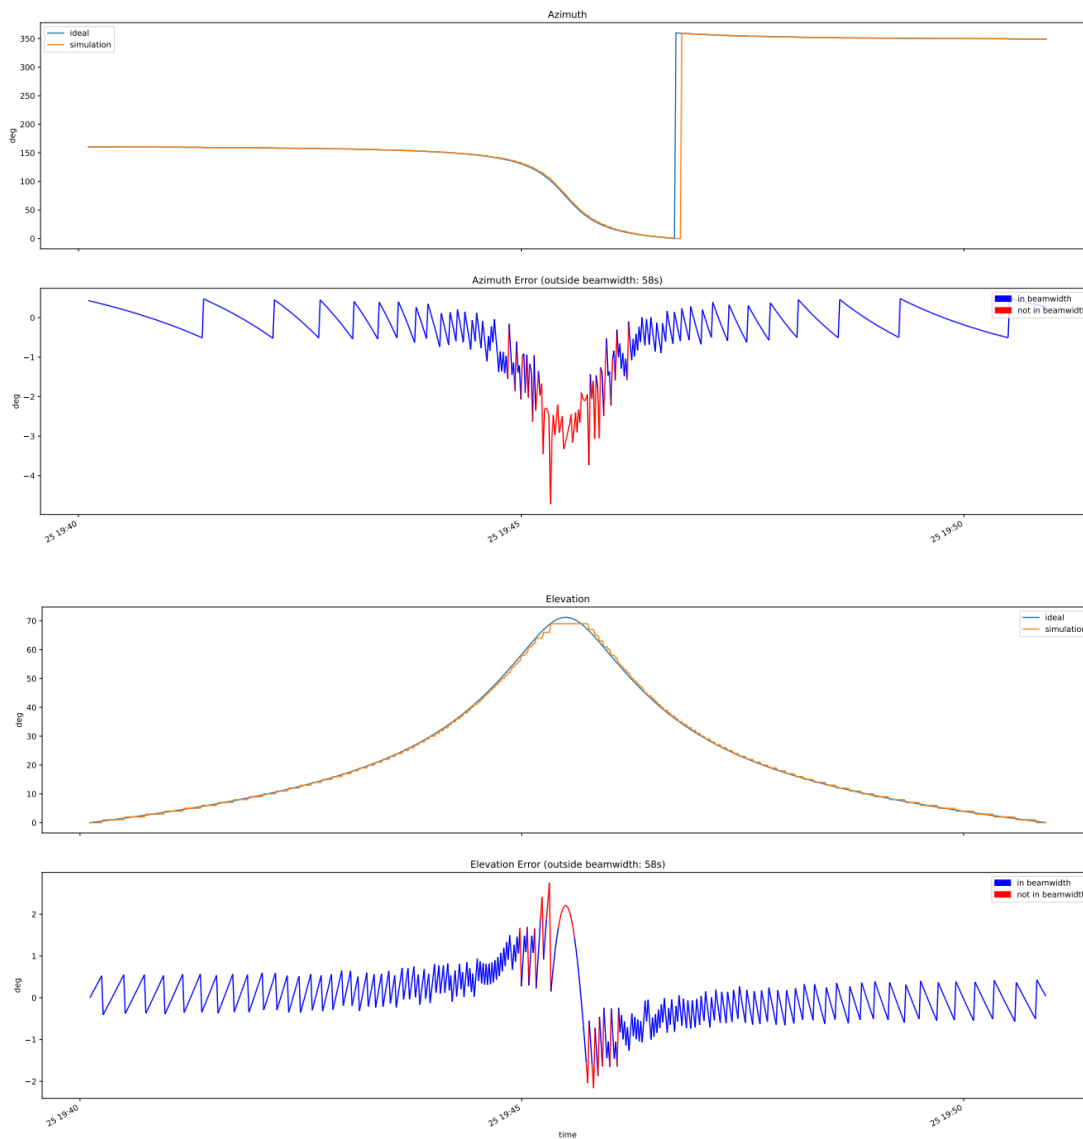 Azimuth
350
300
250
200
150
100
50
0
deg
ideal
simulation
Azimuth Error (outside beamwidth: 58s)
0
−1
−2
−3
−4
deg
in beamwidth
not in beamwidth
25 19:40
25 19:45
25 19:50
Elevation
70
60
50
40
30
20
10
0
deg
ideal
simulation
Elevation Error (outside beamwidth: 58s)
2
1
0
−1
−2
deg
in beamwidth
not in beamwidth
25 19:40
25 19:45
25 19:50
time